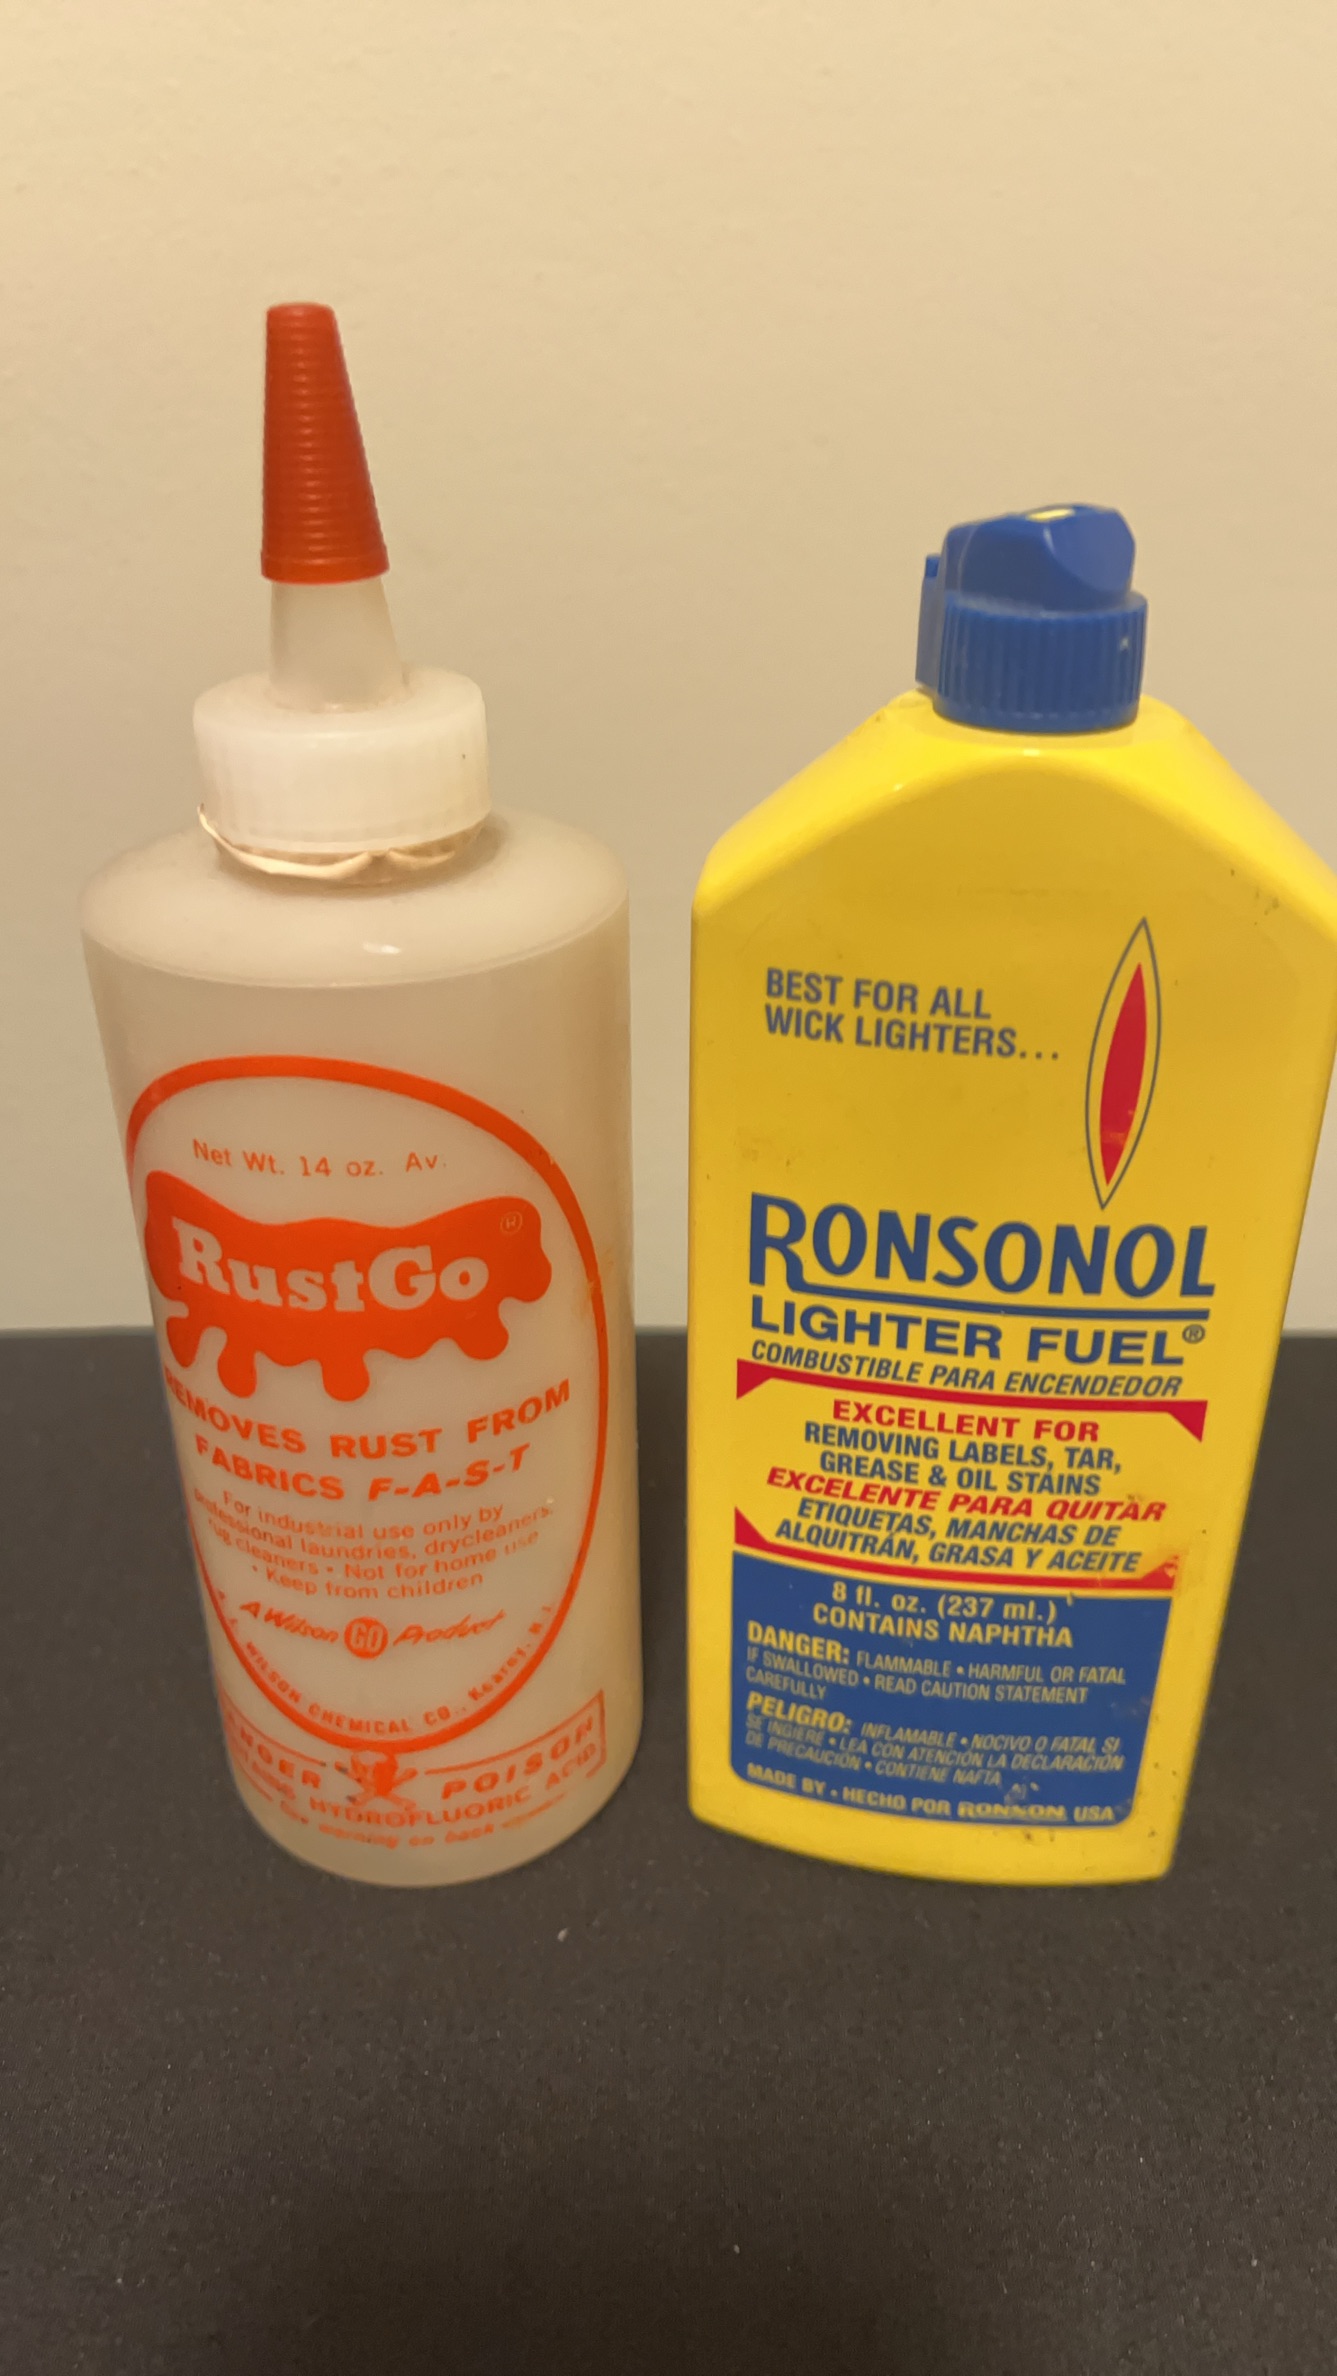 Net Wt. 14 oz. Av.
RustGo®
REMOVES RUST FROM
FABRICS F-A-S-T
For industrial use only by
professional laundries, drycleaners,
rug cleaners • Not for home use
• Keep from children
A Wilson GO Product
WILSON CHEMICAL CO., Kearny, N.J.
DANGER POISON
HYDROFLUORIC ACID
warning on back
BEST FOR ALL
WICK LIGHTERS...
RONSONOL
LIGHTER FUEL®
COMBUSTIBLE PARA ENCENDEDOR
EXCELLENT FOR
REMOVING LABELS, TAR,
GREASE & OIL STAINS
EXCELENTE PARA QUITAR
ETIQUETAS, MANCHAS DE
ALQUITRÁN, GRASA Y ACEITE
8 fl. oz. (237 ml.)
CONTAINS NAPHTHA
DANGER: FLAMMABLE • HARMFUL OR FATAL
IF SWALLOWED • READ CAUTION STATEMENT
CAREFULLY
PELIGRO: INFLAMABLE • NOCIVO O FATAL SI
SE INGIERE • LEA CON ATENCIÓN LA DECLARACIÓN
DE PRECAUCIÓN • CONTIENE NAFTA
MADE BY • HECHO POR RONSON USA